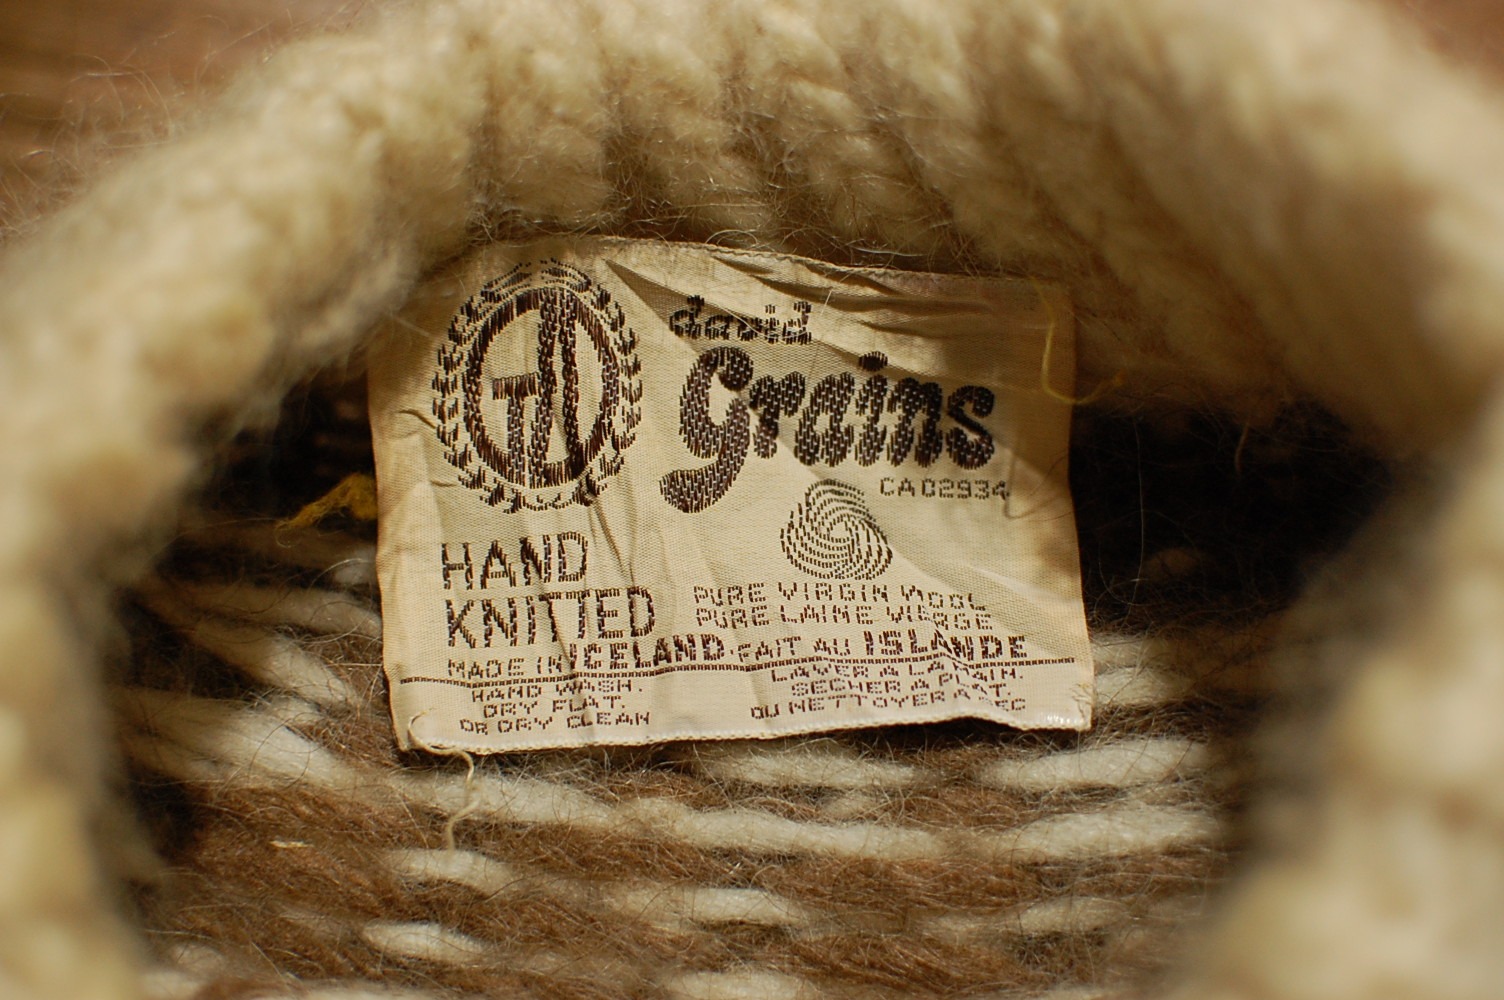 david
Grains
CA02934
HAND
KNITTED
PURE VIRGIN WOOL
PURE LAINE VIERGE
MADE IN ICELAND · FAIT AU ISLANDE
HAND WASH.
DRY FLAT.
OR DRY CLEAN
LAVER A LA MAIN.
SECHER A PLAT.
OU NETTOYER A SEC